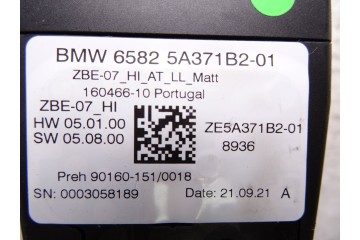 BMW 6582 5A371B2-01
ZBE-07_HI_AT_LL_Matt
160466-10 Portugal
ZBE-07_HI
HW 05.01.00
SW 05.08.00
ZE5A371B2-01
8936
Preh 90160-151/0018
SN: 0003058189 Date: 21.09.21 A